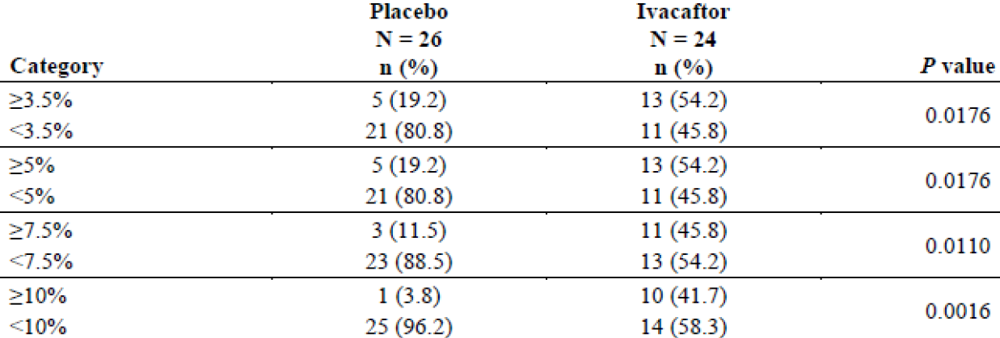 Placebo Ivacaftor
N = 26 N = 24
Category n (%) n (%) P value
≥3.5% 5 (19.2) 13 (54.2) 0.0176
<3.5% 21 (80.8) 11 (45.8)
≥5% 5 (19.2) 13 (54.2) 0.0176
<5% 21 (80.8) 11 (45.8)
≥7.5% 3 (11.5) 11 (45.8) 0.0110
<7.5% 23 (88.5) 13 (54.2)
≥10% 1 (3.8) 10 (41.7) 0.0016
<10% 25 (96.2) 14 (58.3)